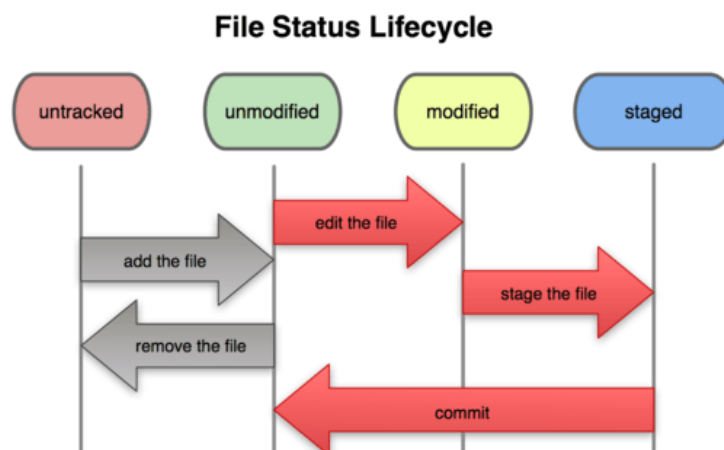 File Status Lifecycle
untracked
unmodified
modified
staged
edit the file
add the file
stage the file
remove the file
commit